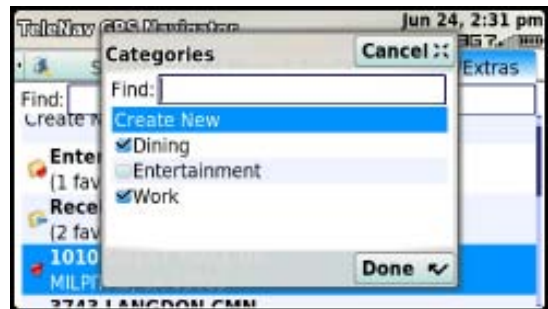 TeleNav GPS Navigator Jun 24, 2:31 pm
Categories Cancel
Extras
Find:
Find:
Create N
Create New
Dining
Enter
Entertainment
(1 fav
Work
Rece
(2 fav
1010
Done
MILPI
3743 LANGDON CMN